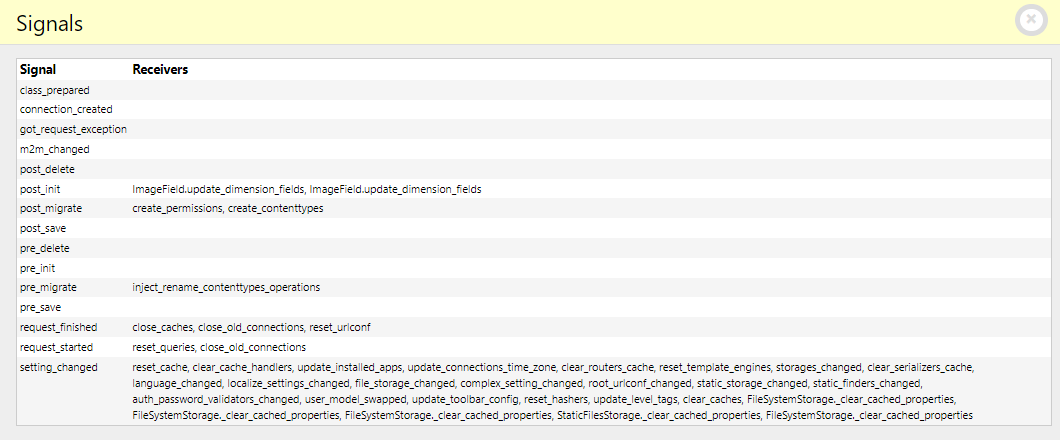 Signals
Signal Receivers
class_prepared
connection_created
got_request_exception
m2m_changed
post_delete
post_init ImageField.update_dimension_fields, ImageField.update_dimension_fields
post_migrate create_permissions, create_contenttypes
post_save
pre_delete
pre_init
pre_migrate inject_rename_contenttypes_operations
pre_save
request_finished close_caches, close_old_connections, reset_urlconf
request_started reset_queries, close_old_connections
setting_changed reset_cache, clear_cache_handlers, update_installed_apps, update_connections_time_zone, clear_routers_cache, reset_template_engines, storages_changed, clear_serializers_cache,
language_changed, localize_settings_changed, file_storage_changed, complex_setting_changed, root_urlconf_changed, static_storage_changed, static_finders_changed,
auth_password_validators_changed, user_model_swapped, update_toolbar_config, reset_hashers, update_level_tags, clear_caches, FileSystemStorage._clear_cached_properties,
FileSystemStorage._clear_cached_properties, FileSystemStorage._clear_cached_properties, StaticFilesStorage._clear_cached_properties, FileSystemStorage._clear_cached_properties